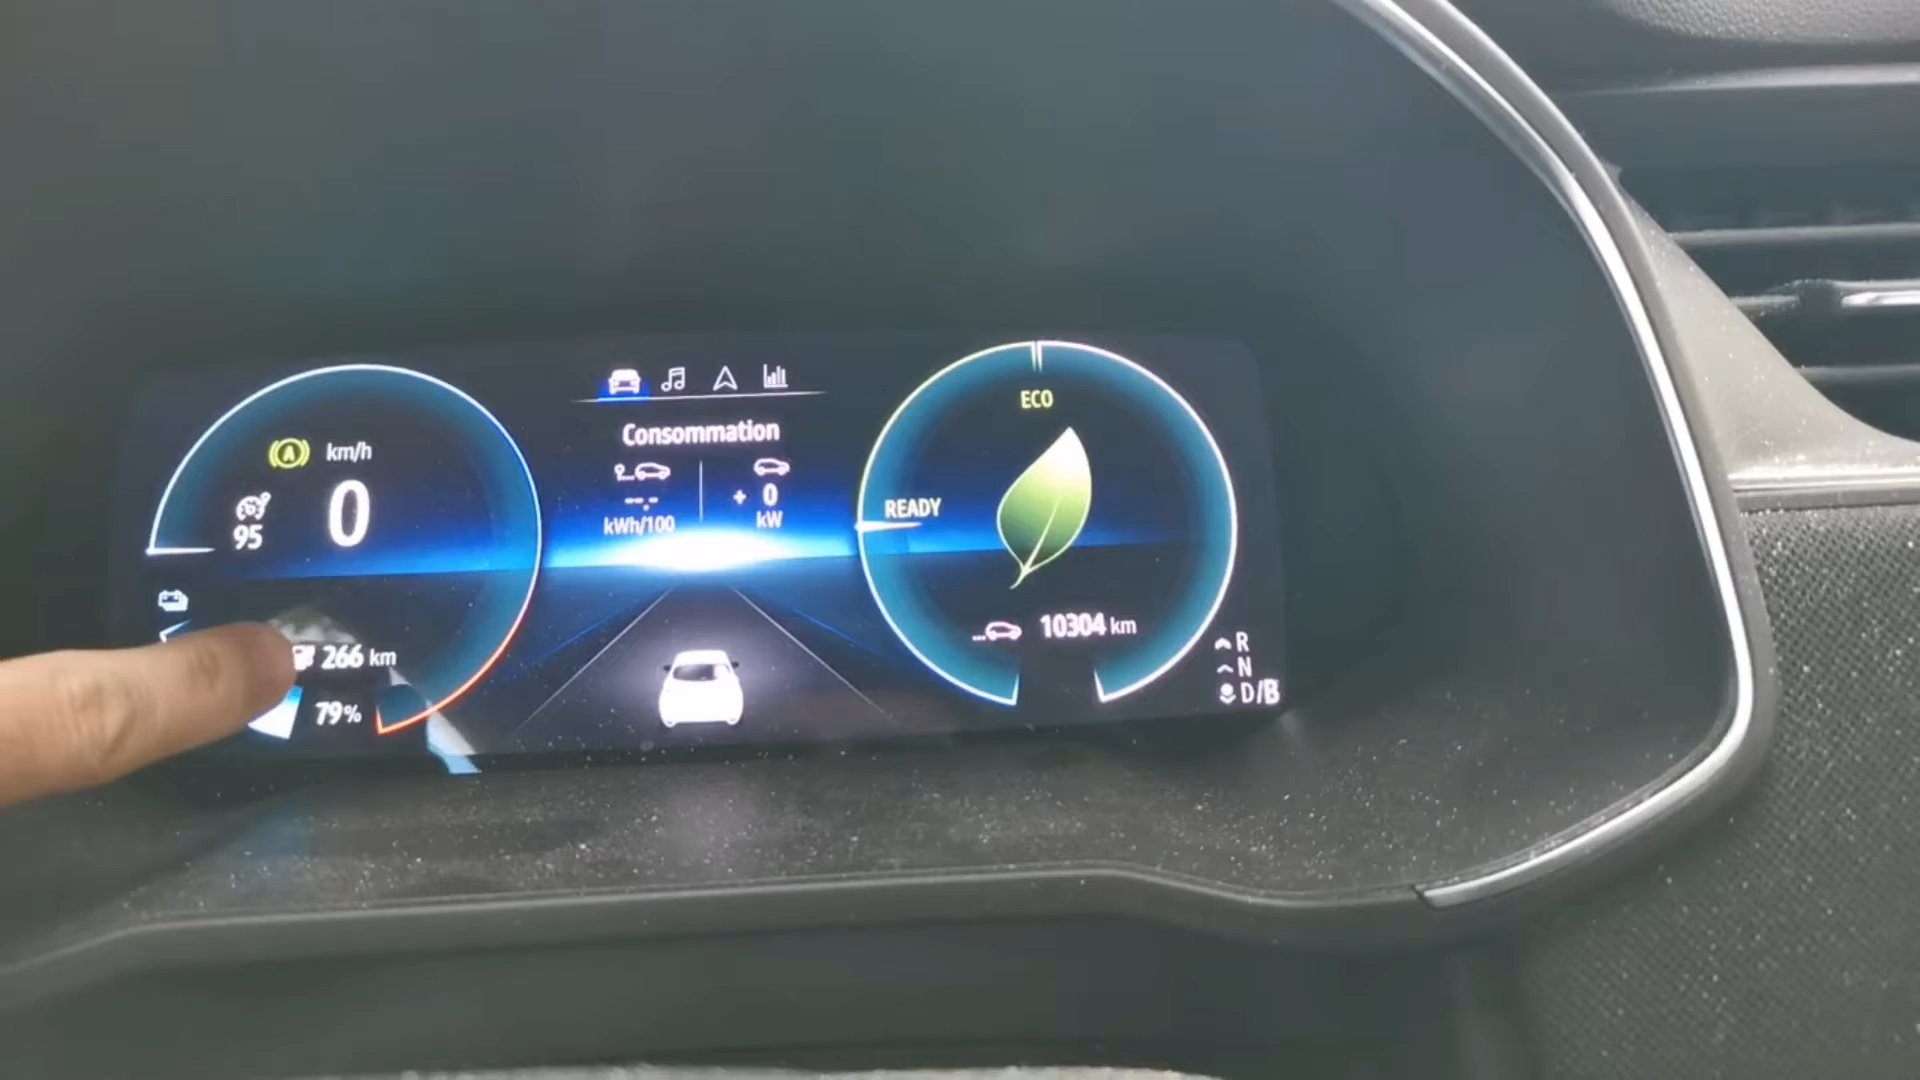 A
km/h
95
0
266 km
79%
Consommation
--.-
kWh/100
+ 0
kW
ECO
READY
...
10304 km
R
N
D/B